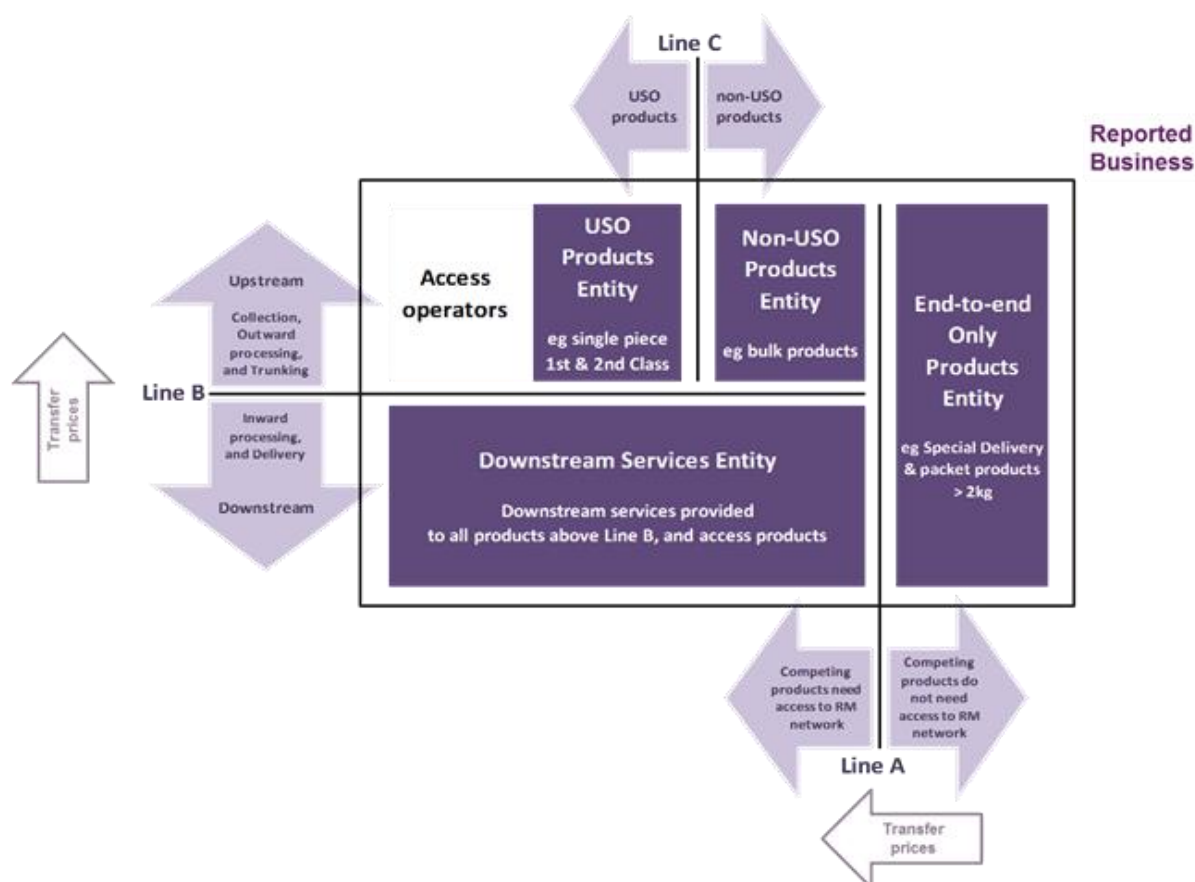 Line C
USO
products
non-USO
products
Reported
Business
Upstream
Collection,
Outward
processing,
and Trunking
Access
operators
USO
Products
Entity
eg single piece
1st & 2nd Class
Non-USO
Products
Entity
eg bulk products
End-to-end
Only
Products
Entity
eg Special Delivery
& packet products
> 2kg
Transfer
prices
Line B
Inward
processing,
and Delivery
Downstream
Downstream Services Entity
Downstream services provided
to all products above Line B, and access products
Competing
products need
access to RM
network
Competing
products do
not need
access to RM
network
Line A
Transfer
prices